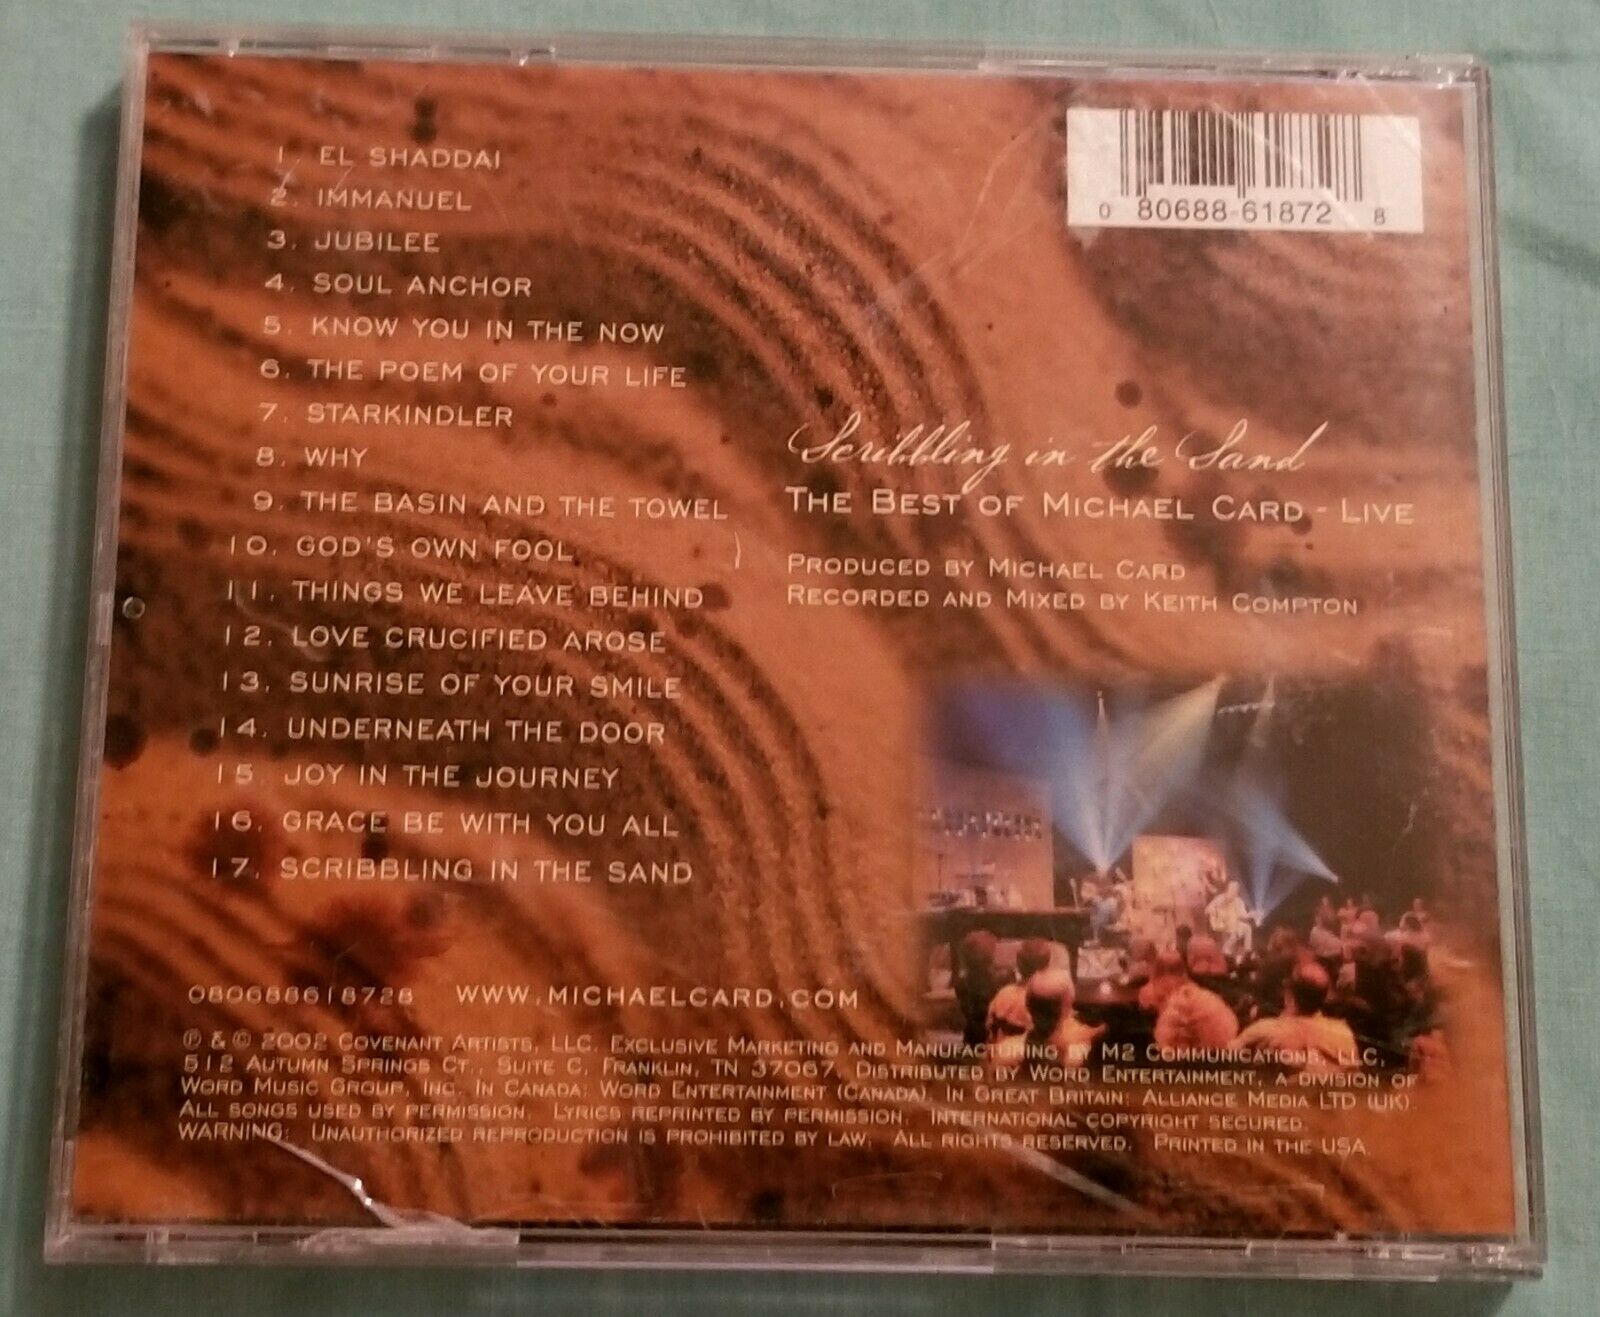 1. EL SHADDAI
2. IMMANUEL
3. JUBILEE
4. SOUL ANCHOR
5. KNOW YOU IN THE NOW
6. THE POEM OF YOUR LIFE
7. STARKINDLER
8. WHY
9. THE BASIN AND THE TOWEL
10. GOD'S OWN FOOL
11. THINGS WE LEAVE BEHIND
12. LOVE CRUCIFIED AROSE
13. SUNRISE OF YOUR SMILE
14. UNDERNEATH THE DOOR
15. JOY IN THE JOURNEY
16. GRACE BE WITH YOU ALL
17. SCRIBBLING IN THE SAND
0 80688-61872 8
Scribbling in the Sand
THE BEST OF MICHAEL CARD - LIVE
PRODUCED BY MICHAEL CARD
RECORDED AND MIXED BY KEITH COMPTON
080688618728 WWW.MICHAELCARD.COM
℗ & © 2002 COVENANT ARTISTS, LLC. EXCLUSIVE MARKETING AND MANUFACTURING BY M2 COMMUNICATIONS, LLC,
512 AUTUMN SPRINGS CT., SUITE C, FRANKLIN, TN 37067. DISTRIBUTED BY WORD ENTERTAINMENT, A DIVISION OF
WORD MUSIC GROUP, INC. IN CANADA: WORD ENTERTAINMENT (CANADA). IN GREAT BRITAIN: ALLIANCE MEDIA LTD (UK).
ALL SONGS USED BY PERMISSION. LYRICS REPRINTED BY PERMISSION. INTERNATIONAL COPYRIGHT SECURED.
WARNING: UNAUTHORIZED REPRODUCTION IS PROHIBITED BY LAW. ALL RIGHTS RESERVED. PRINTED IN THE USA.